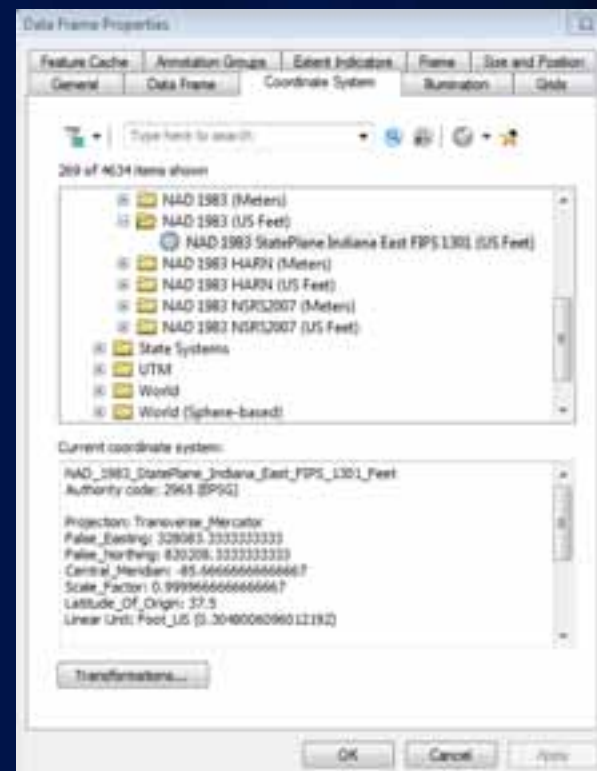 Data Frame Properties
Feature Cache Annotation Groups Extent Indicators Frame Size and Position
General Data Frame Coordinate System Illumination Grids
Type here to search
269 of 4634 items shown
NAD 1983 (Meters)
NAD 1983 (US Feet)
NAD 1983 StatePlane Indiana East FIPS 1301 (US Feet)
NAD 1983 HARN (Meters)
NAD 1983 HARN (US Feet)
NAD 1983 NSRS2007 (Meters)
NAD 1983 NSRS2007 (US Feet)
State Systems
UTM
World
World (Sphere-based)
Current coordinate system:
NAD_1983_StatePlane_Indiana_East_FIPS_1301_Feet
Authority code: 2965 (EPSG)
Projection: Transverse_Mercator
False_Easting: 328083.3333333333
False_Northing: 820208.3333333333
Central_Meridian: -85.66666666666667
Scale_Factor: 0.9999666666666667
Latitude_Of_Origin: 37.5
Linear Unit: Foot_US (0.3048006096012192)
Transformations...
OK Cancel Apply